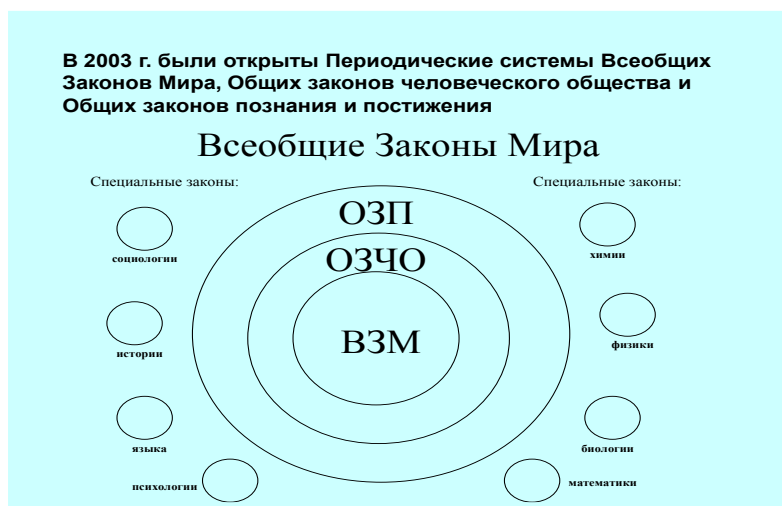 В 2003 г. были открыты Периодические системы Всеобщих
Законов Мира, Общих законов человеческого общества и
Общих законов познания и постижения
Всеобщие Законы Мира
Специальные законы:
Специальные законы:
ОЗП
ОЗЧО
ВЗМ
социологии
химии
истории
физики
языка
биологии
психологии
математики